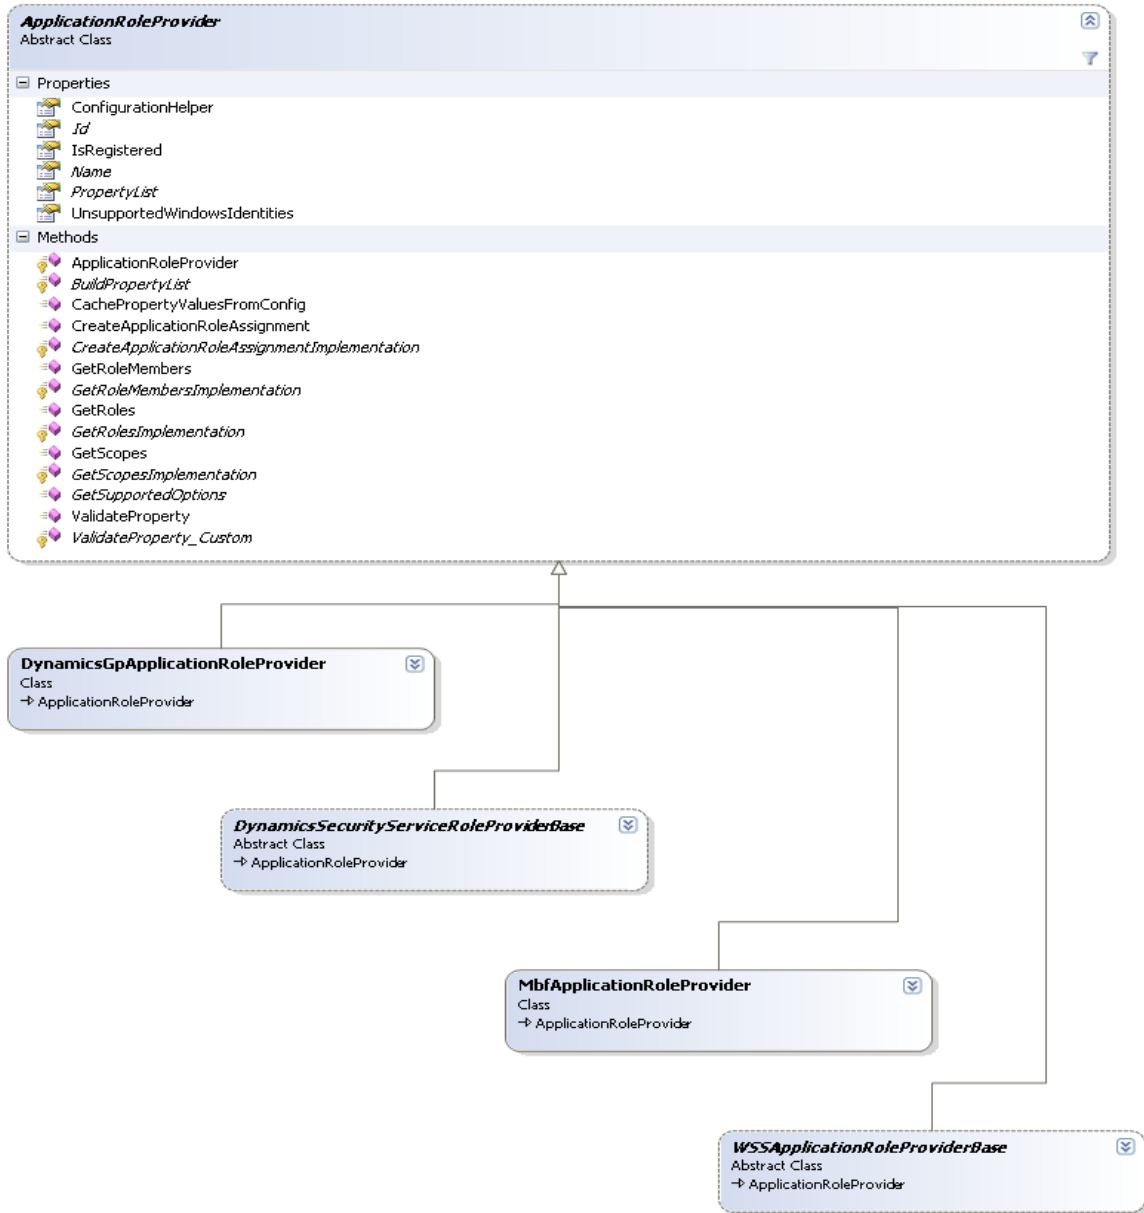 ApplicationRoleProvider
Abstract Class
Properties
ConfigurationHelper
Id
IsRegistered
Name
PropertyList
UnsupportedWindowsIdentities
Methods
ApplicationRoleProvider
BuildPropertyList
CachePropertyValuesFromConfig
CreateApplicationRoleAssignment
CreateApplicationRoleAssignmentImplementation
GetRoleMembers
GetRoleMembersImplementation
GetRoles
GetRolesImplementation
GetScopes
GetScopesImplementation
GetSupportedOptions
ValidateProperty
ValidateProperty_Custom
DynamicsGpApplicationRoleProvider
Class
ApplicationRoleProvider
DynamicsSecurityServiceRoleProviderBase
Abstract Class
ApplicationRoleProvider
MbfApplicationRoleProvider
Class
ApplicationRoleProvider
WSSApplicationRoleProviderBase
Abstract Class
ApplicationRoleProvider